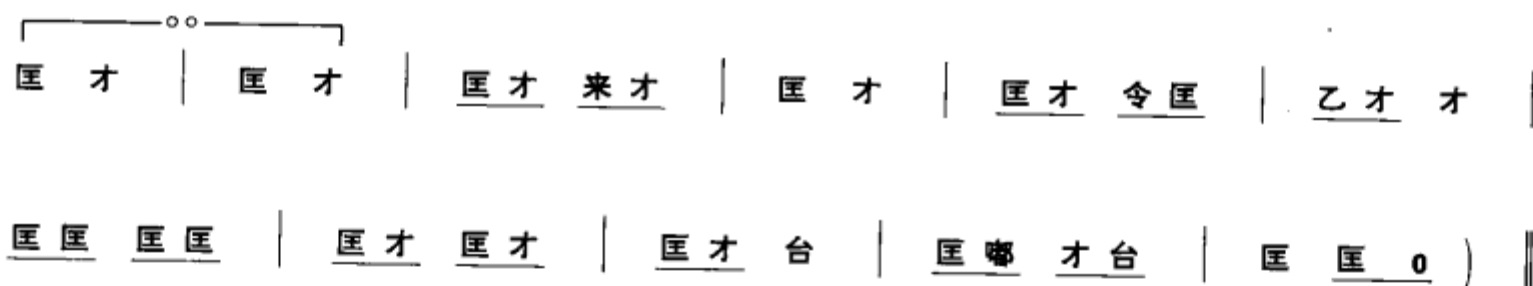 匡 才 | 匡 才 | 匡才 来才 | 匡 才 | 匡才 令匡 | 乙才 才 |
匡匡 匡匡 | 匡才 匡才 | 匡才 台 | 匡嘟 才台 | 匡 匡 0 ) ‖